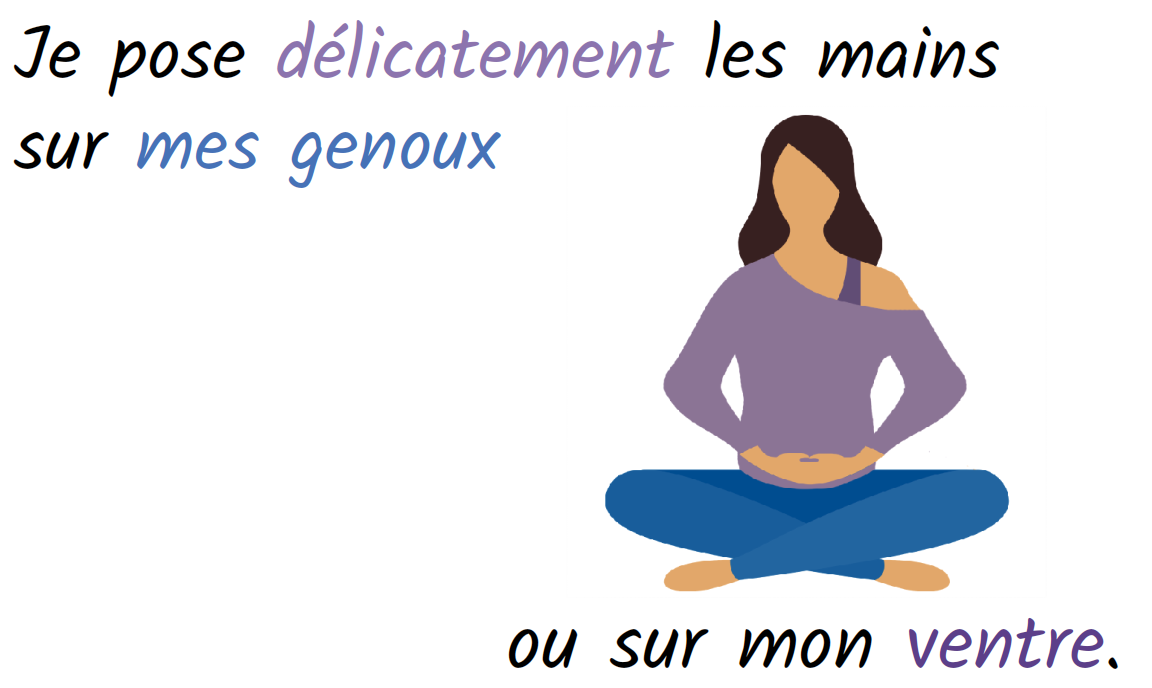 Je pose délicatement les mains
sur mes genoux
ou sur mon ventre.